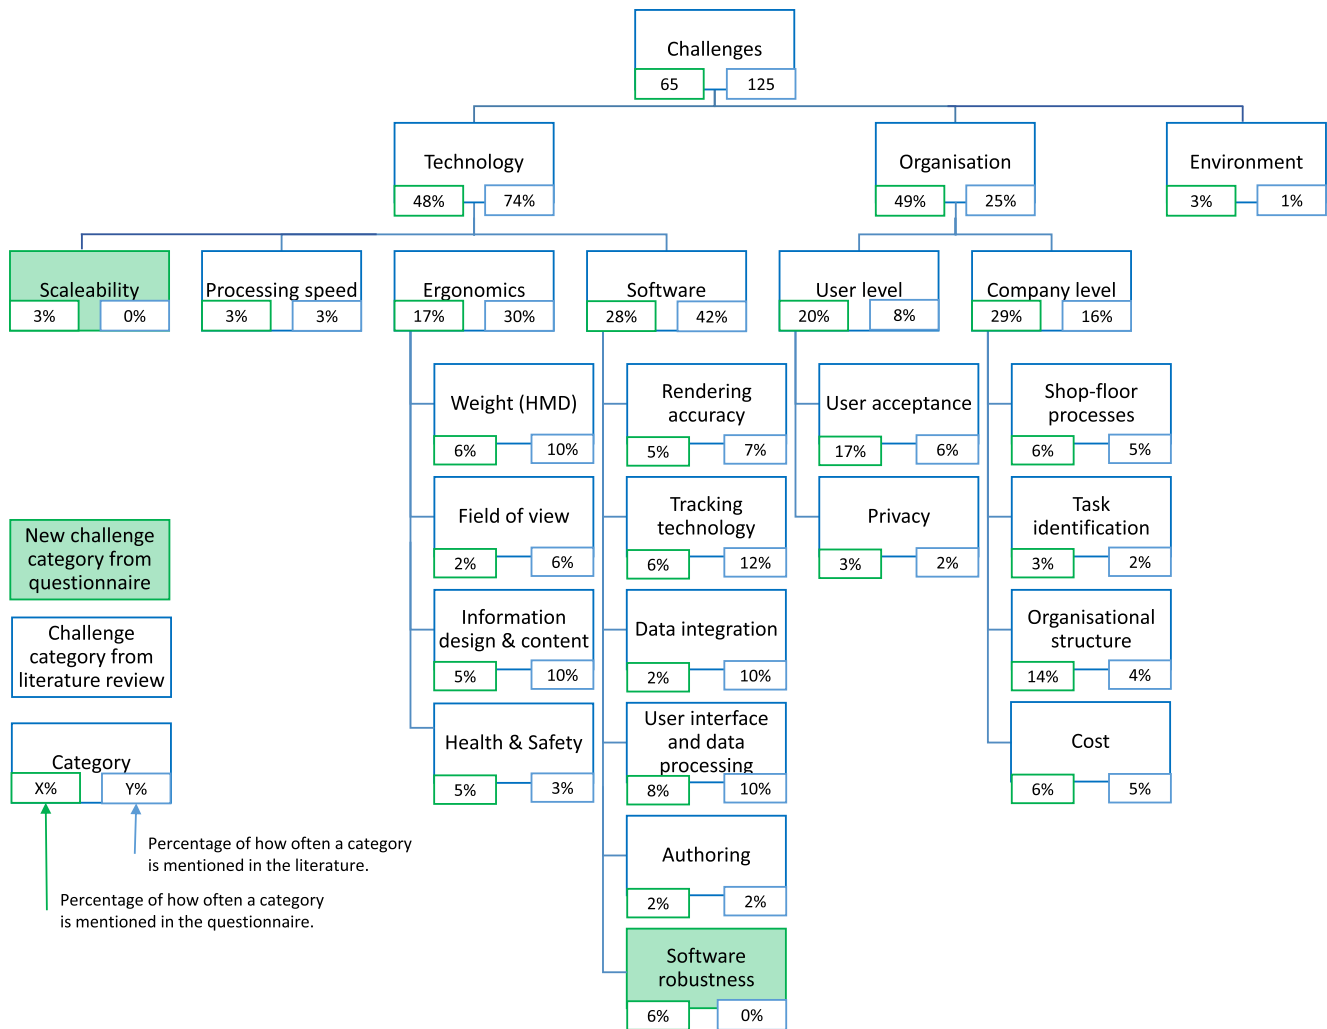 Challenges
65
125
Technology
48%
74%
Organisation
49%
25%
Environment
3%
1%
Scaleability
3%
0%
Processing speed
3%
3%
Ergonomics
17%
30%
Software
28%
42%
User level
20%
8%
Company level
29%
16%
Weight (HMD)
6%
10%
Field of view
2%
6%
Information
design & content
5%
10%
Health & Safety
5%
3%
Rendering
accuracy
5%
7%
Tracking
technology
6%
12%
Data integration
2%
10%
User interface
and data
processing
8%
10%
Authoring
2%
2%
Software
robustness
6%
0%
User acceptance
17%
6%
Privacy
3%
2%
Shop-floor
processes
6%
5%
Task
identification
3%
2%
Organisational
structure
14%
4%
Cost
6%
5%
New challenge
category from
questionnaire
Challenge
category from
literature review
Category
X%
Y%
Percentage of how often a category
is mentioned in the literature.
Percentage of how often a category
is mentioned in the questionnaire.